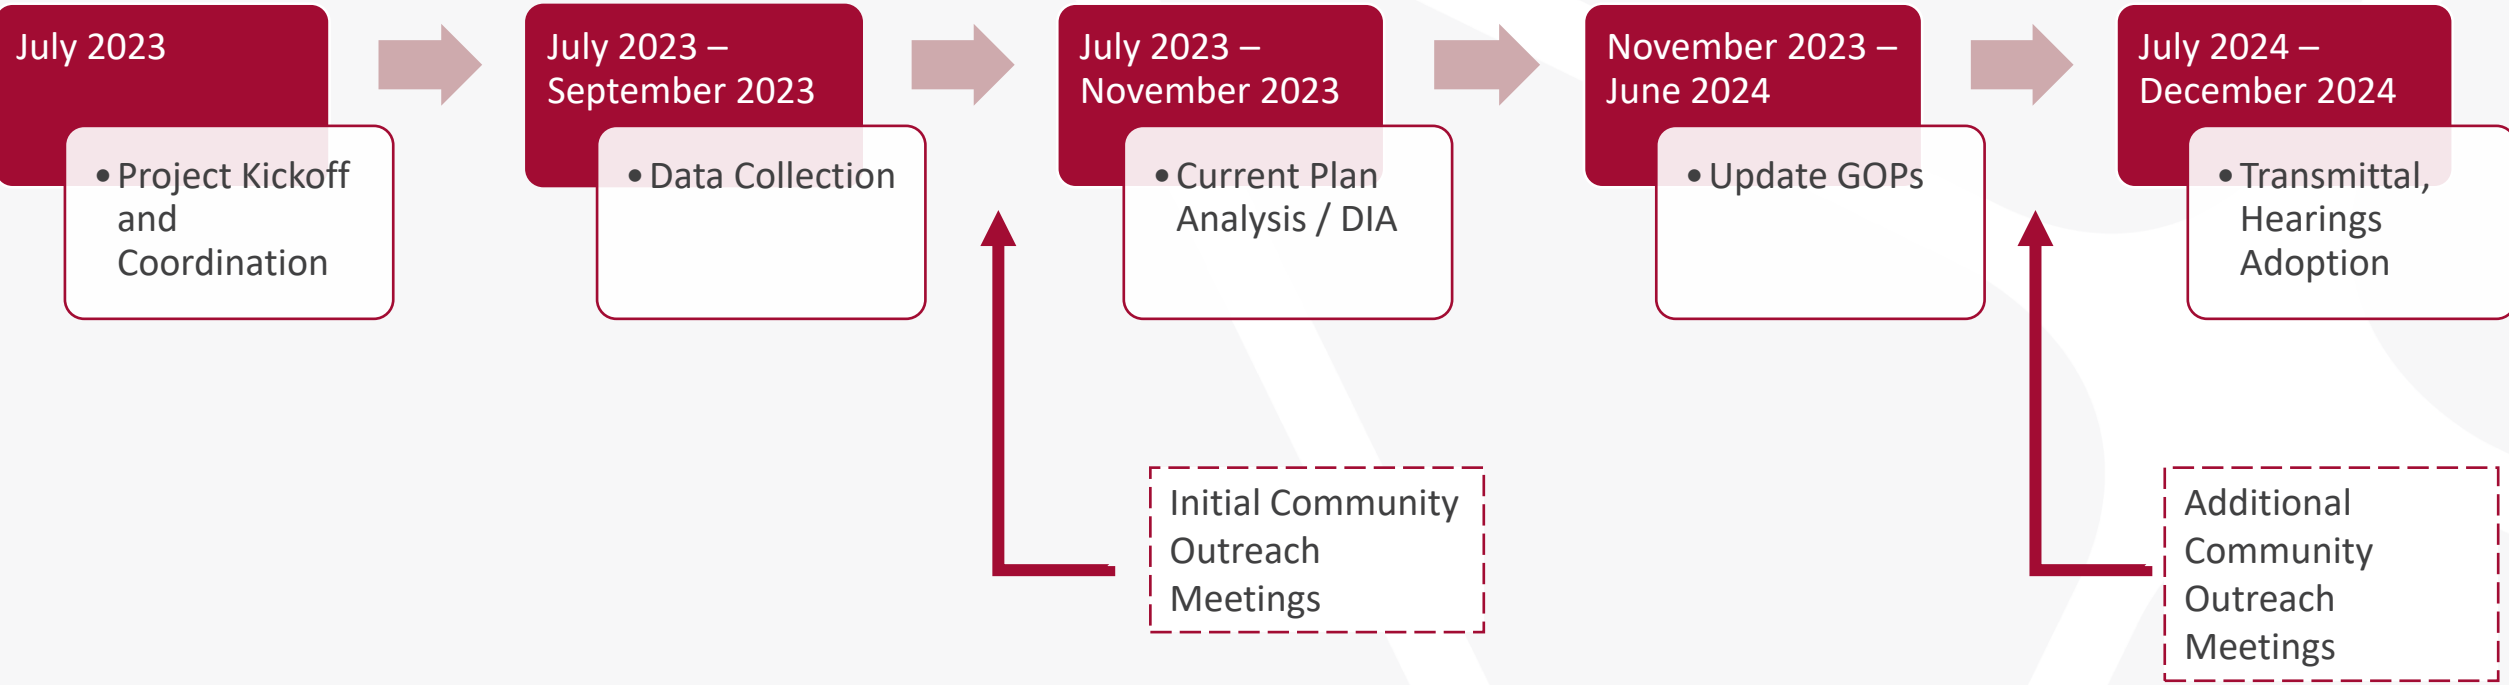 July 2023
• Project Kickoff
and
Coordination
July 2023 –
September 2023
• Data Collection
July 2023 –
November 2023
• Current Plan
Analysis / DIA
November 2023 –
June 2024
• Update GOPs
July 2024 –
December 2024
• Transmittal,
Hearings
Adoption
Initial Community
Outreach
Meetings
Additional
Community
Outreach
Meetings